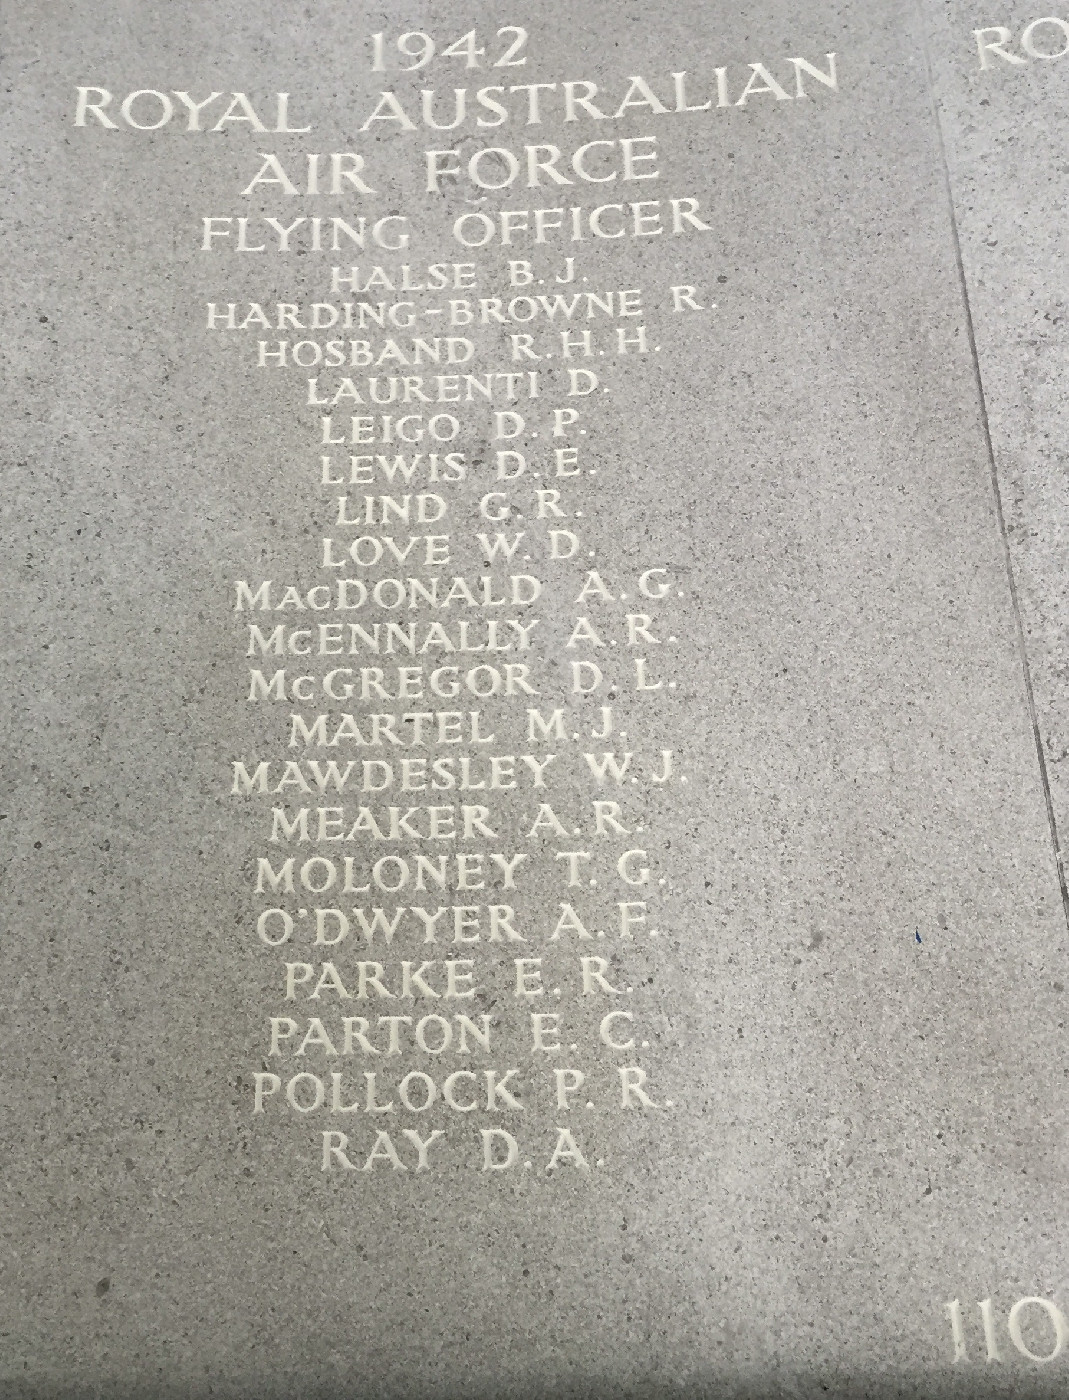 1942
ROYAL AUSTRALIAN
AIR FORCE
FLYING OFFICER
HALSE B.J.
HARDING-BROWNE R.
HOSBAND R.H.H.
LAURENTI D.
LEIGO D.P.
LEWIS D.E.
LIND G.R.
LOVE W.D.
MacDONALD A.G.
McENNALLY A.R.
McGREGOR D.L.
MARTEL M.J.
MAWDESLEY W.J.
MEAKER A.R.
MOLONEY T.G.
O'DWYER A.F.
PARKE E.R.
PARTON E.C.
POLLOCK P.R.
RAY D.A.
RO
110